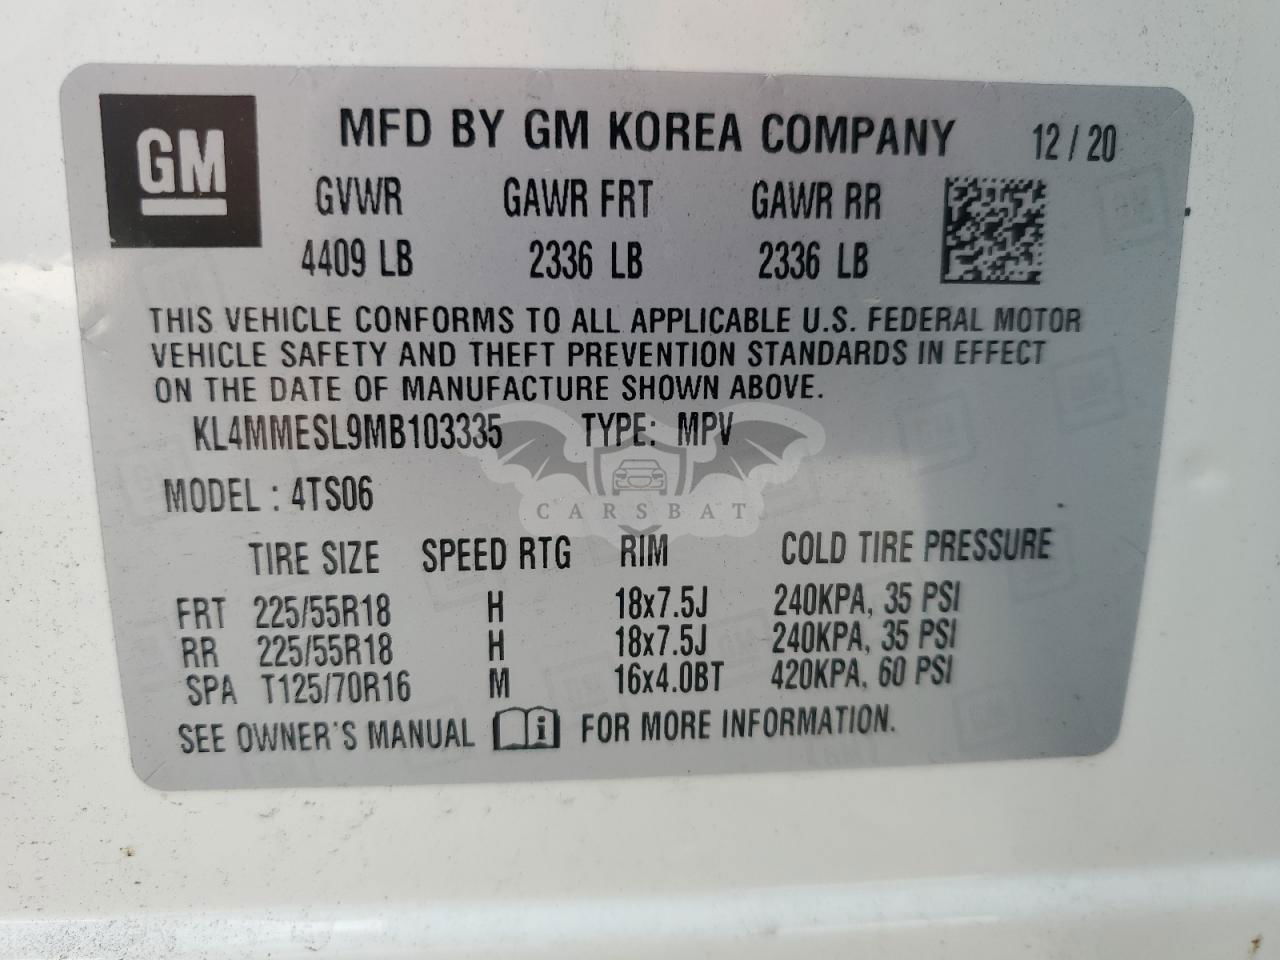 GM
MFD BY GM KOREA COMPANY 12/20
GVWR GAWR FRT GAWR RR
4409 LB 2336 LB 2336 LB
THIS VEHICLE CONFORMS TO ALL APPLICABLE U.S. FEDERAL MOTOR
VEHICLE SAFETY AND THEFT PREVENTION STANDARDS IN EFFECT
ON THE DATE OF MANUFACTURE SHOWN ABOVE.
KL4MMESL9MB103335 TYPE: MPV
MODEL : 4TS06
CARSBAT
TIRE SIZE SPEED RTG RIM COLD TIRE PRESSURE
FRT 225/55R18 H 18x7.5J 240KPA, 35 PSI
RR 225/55R18 H 18x7.5J 240KPA, 35 PSI
SPA T125/70R16 M 16x4.0BT 420KPA, 60 PSI
SEE OWNER'S MANUAL i FOR MORE INFORMATION.